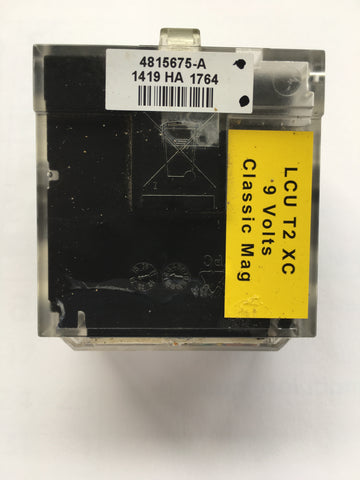 4815675-A
1419 HA 1764
LCU T2 XC
9 Volts
Classic Mag